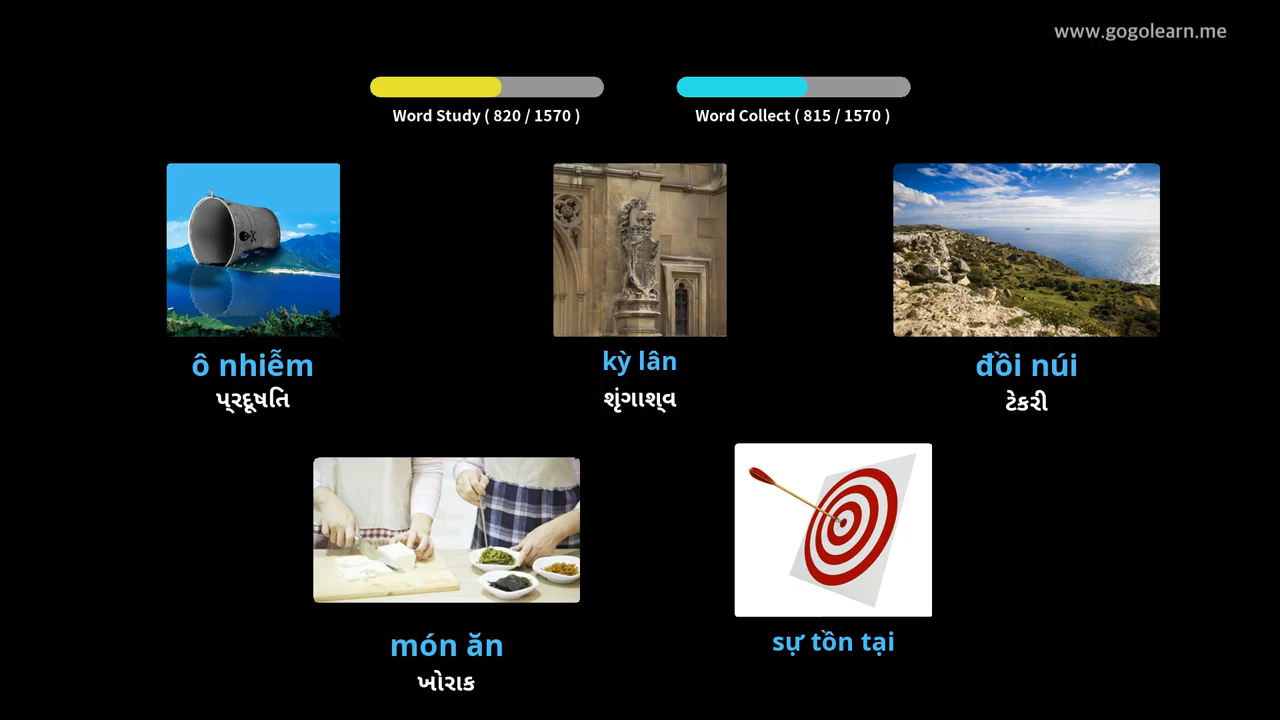 www.gogolearn.me
Word Study ( 820 / 1570 )
Word Collect ( 815 / 1570 )
ô nhiễm
પ્રદૂષતિ
kỳ lân
શૃંગાશ્વ
đồi núi
ટેકરી
món ăn
ખોરાક
sự tồn tại